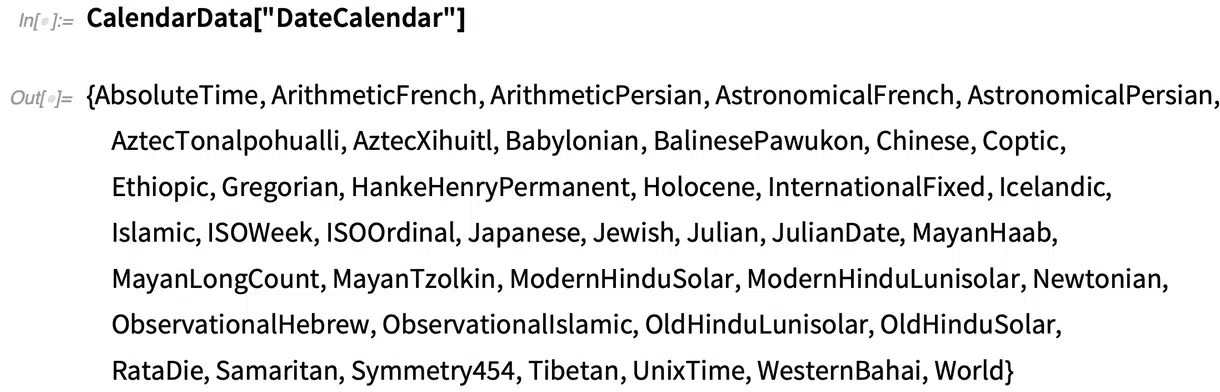 In[•]:= CalendarData["DateCalendar"]
Out[•]= {AbsoluteTime, ArithmeticFrench, ArithmeticPersian, AstronomicalFrench, AstronomicalPersian,
AztecTonalpohualli, AztecXihuitl, Babylonian, BalinesePawukon, Chinese, Coptic,
Ethiopic, Gregorian, HankeHenryPermanent, Holocene, InternationalFixed, Icelandic,
Islamic, ISOWeek, ISOOrdinal, Japanese, Jewish, Julian, JulianDate, MayanHaab,
MayanLongCount, MayanTzolkin, ModernHinduSolar, ModernHinduLunisolar, Newtonian,
ObservationalHebrew, ObservationalIslamic, OldHinduLunisolar, OldHinduSolar,
RataDie, Samaritan, Symmetry454, Tibetan, UnixTime, WesternBahai, World}